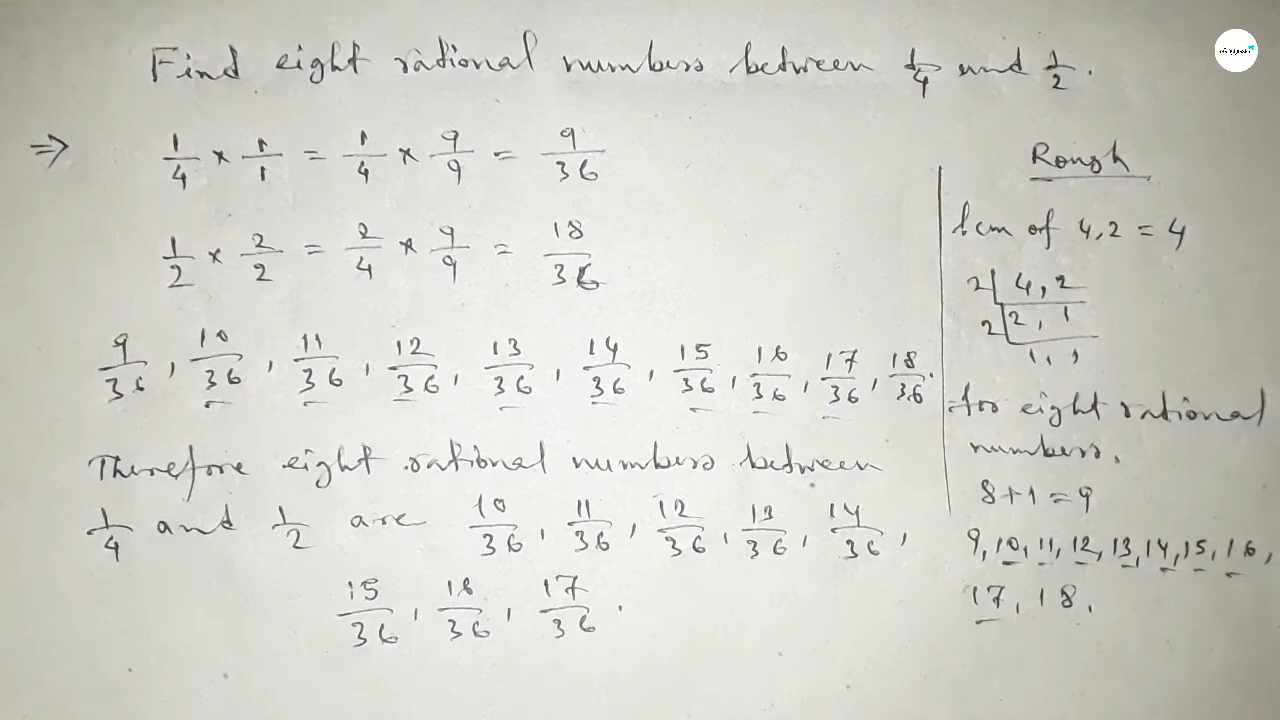 Find eight rational numbers between 1/4 and 1/2.
⇒ 1/4 × 1/1 = 1/4 × 9/9 = 9/36
1/2 × 2/2 = 2/4 × 9/9 = 18/36
9/36, 10/36, 11/36, 12/36, 13/36, 14/36, 15/36, 16/36, 17/36, 18/36.
Therefore eight rational numbers between
1/4 and 1/2 are 10/36, 11/36, 12/36, 13/36, 14/36,
15/36, 16/36, 17/36.
Rough
lcm of 4,2 = 4
2| 4, 2
2| 2, 1
1, 1
for eight rational
numbers.
8+1=9
9, 10, 11, 12, 13, 14, 15, 16,
17, 18.